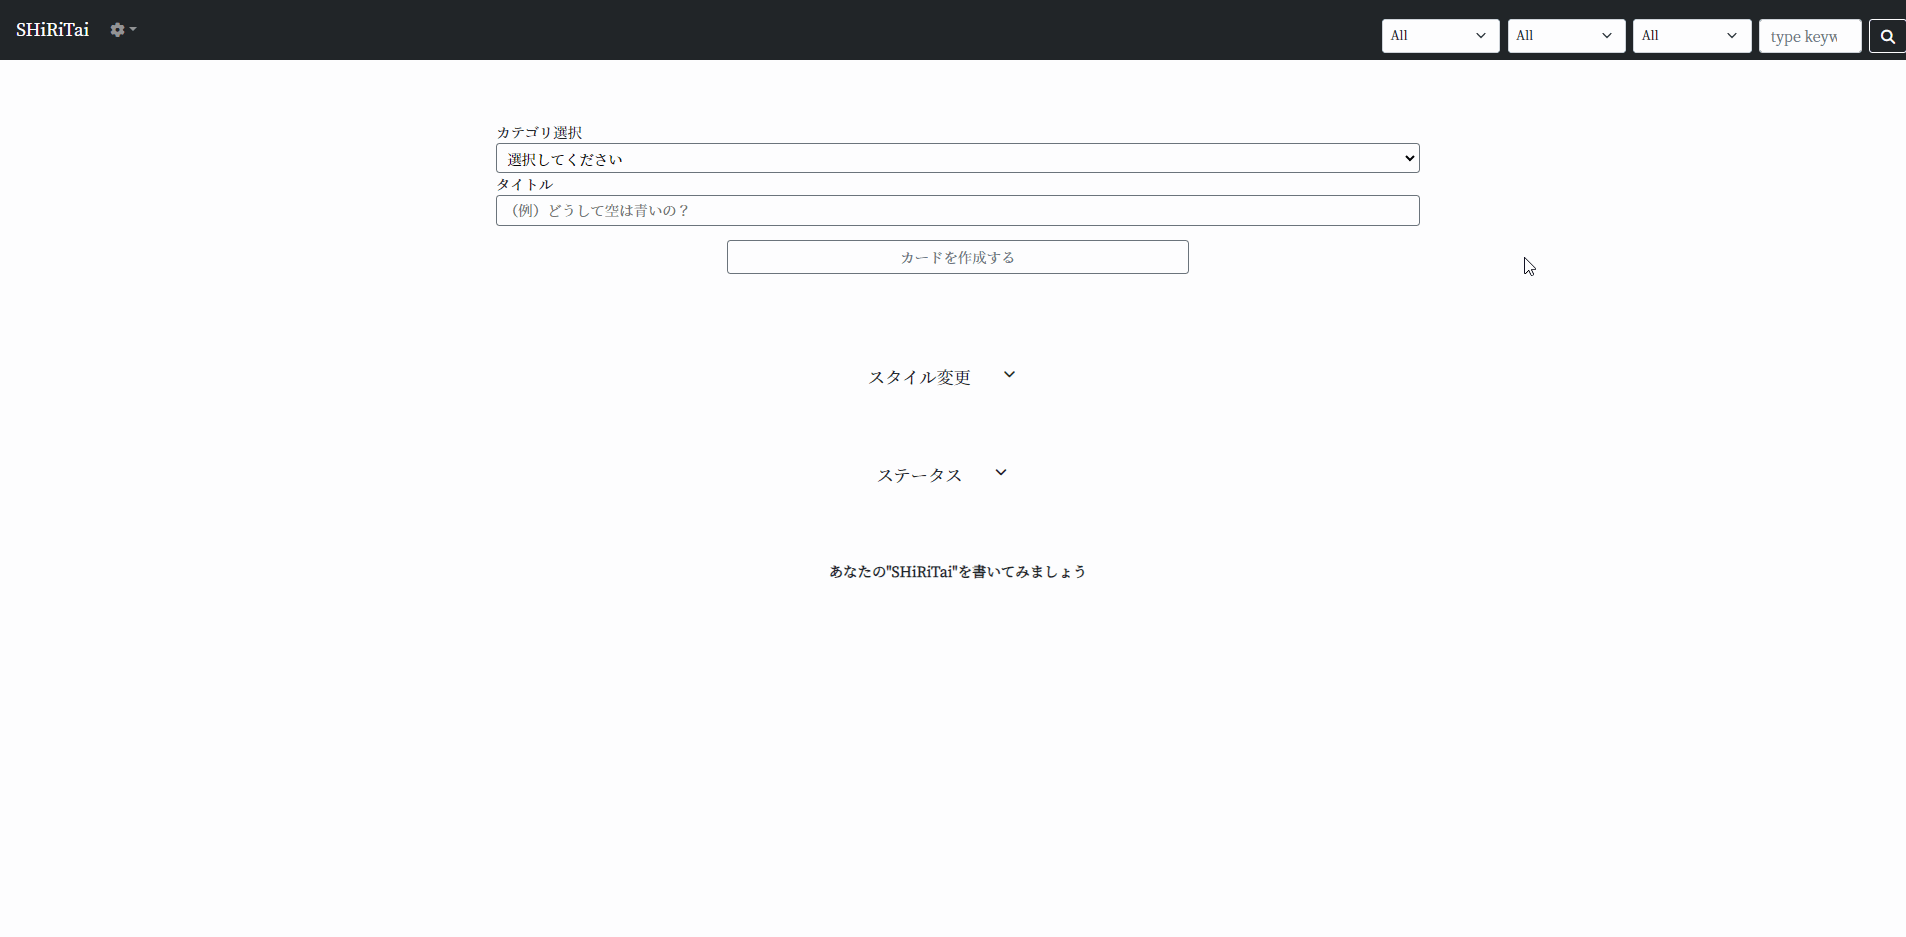 SHiRiTai
All All All type keyw
カテゴリ選択
選択してください
タイトル
（例）どうして空は青いの？
カードを作成する
スタイル変更
ステータス
あなたの"SHiRiTai"を書いてみましょう